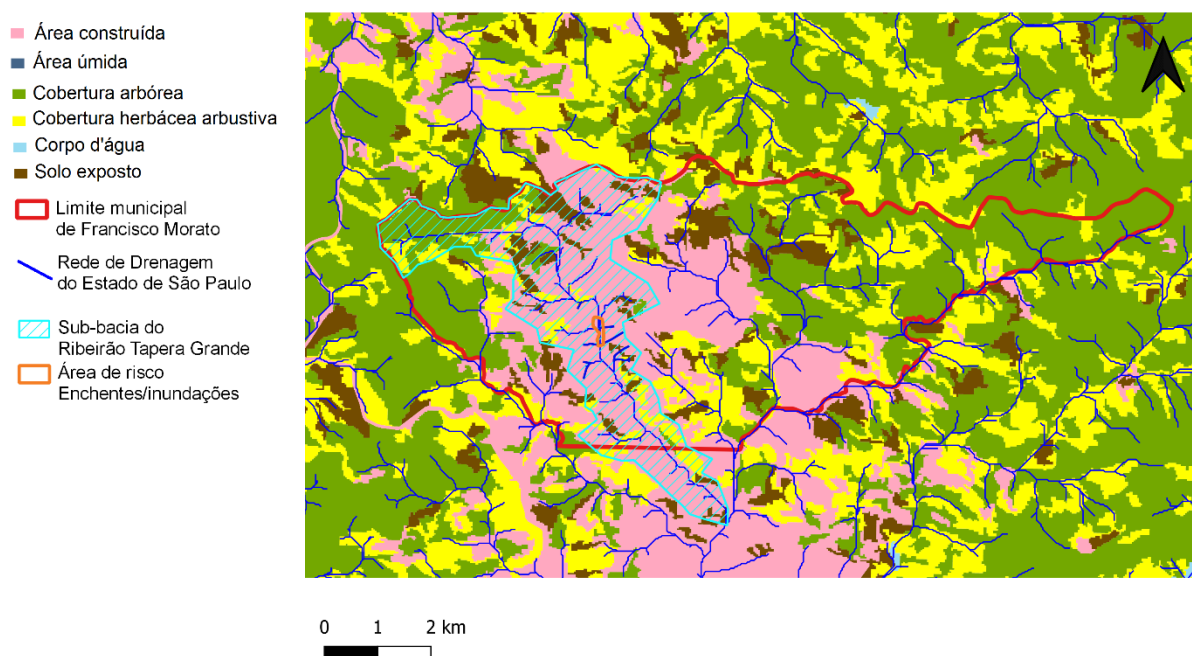 Área construída
Área úmida
Cobertura arbórea
Cobertura herbácea arbustiva
Corpo d'água
Solo exposto
Limite municipal
de Francisco Morato
Rede de Drenagem
do Estado de São Paulo
Sub-bacia do
Ribeirão Tapera Grande
Área de risco
Enchentes/inundações
0 1 2 km